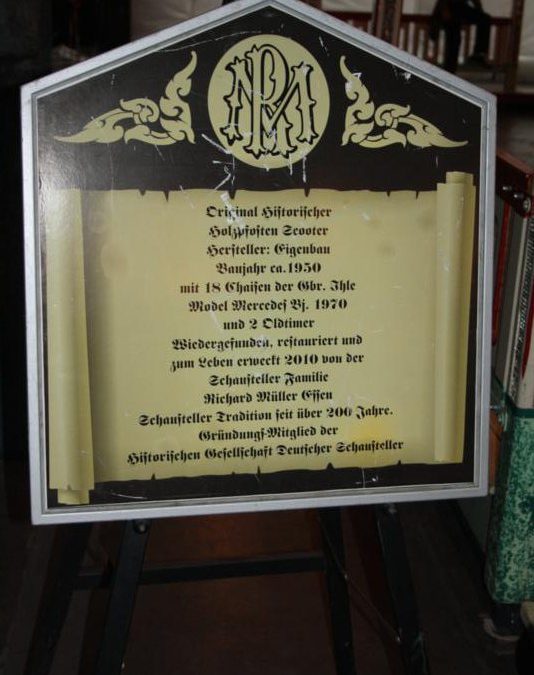 RM
Original Historischer
Holzpfosten Scooter
Hersteller: Eigenbau
Baujahr ca.1950
mit 18 Chaisen der Gbr. Ihle
Model Mercedes Bj. 1970
und 2 Oldtimer
Wiedergefunden, restauriert und
zum Leben erweckt 2010 von der
Schausteller Familie
Richard Müller Essen
Schausteller Tradition seit über 200 Jahre.
Gründungs-Mitglied der
Historischen Gesellschaft Deutscher Schausteller